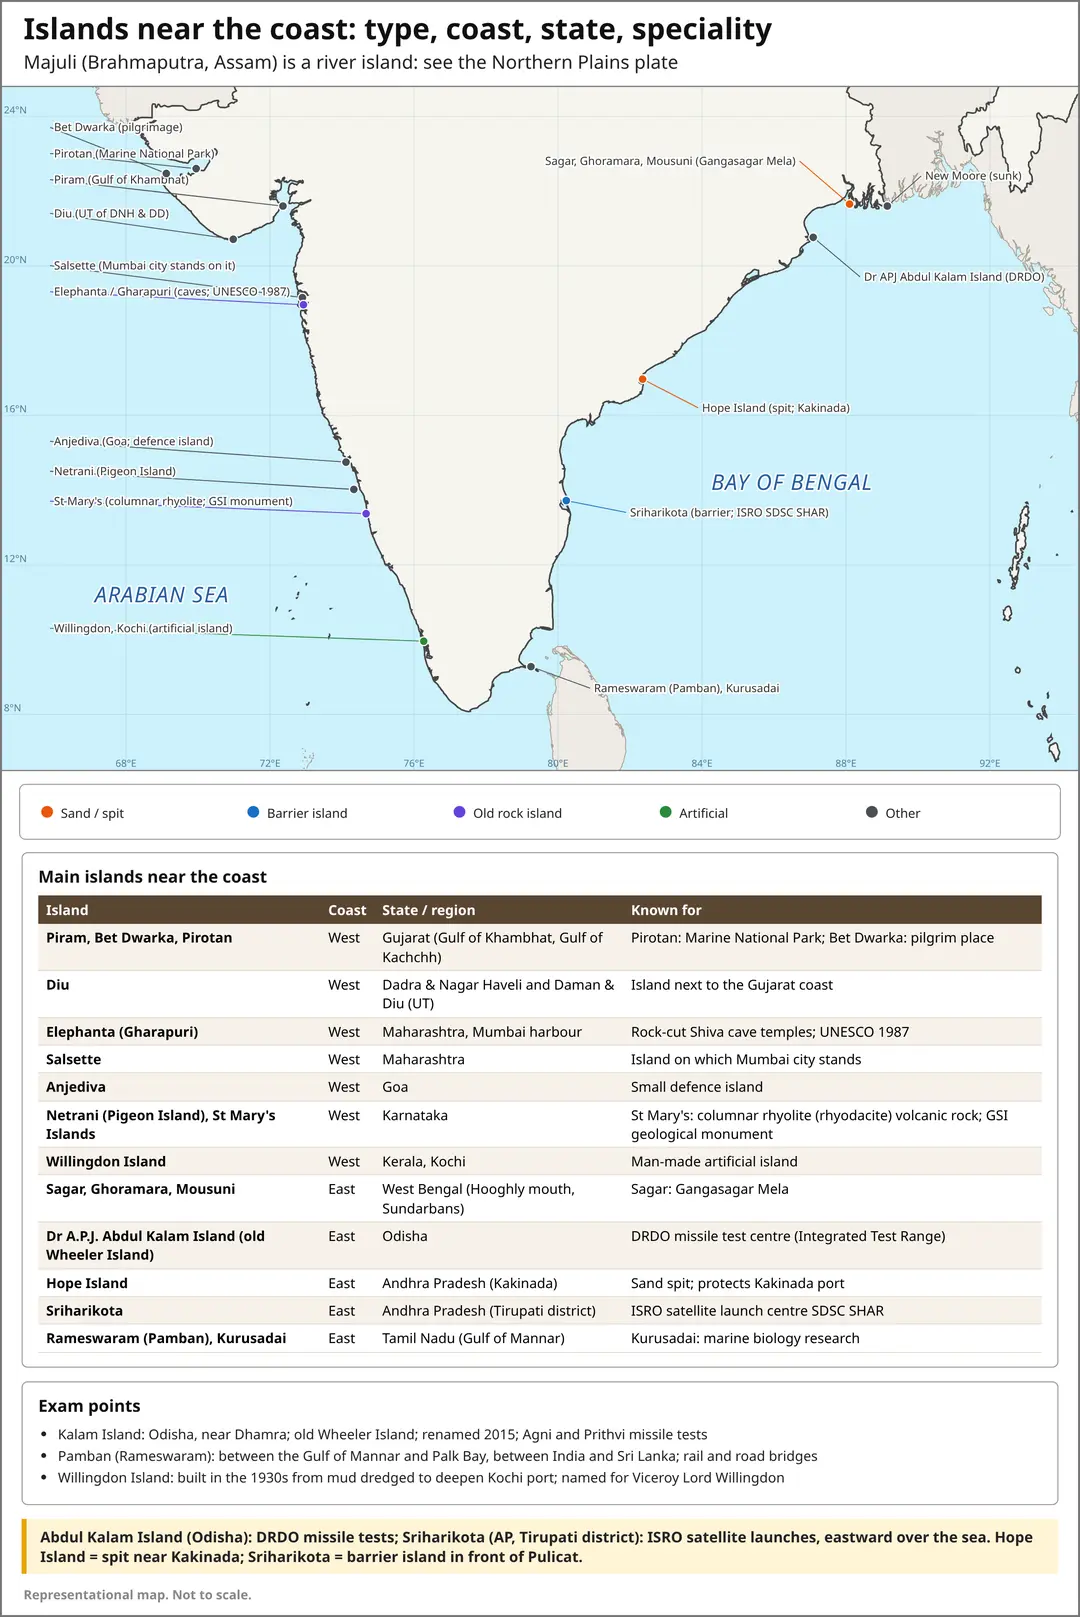 Islands near the coast: type, coast, state, speciality
Majuli (Brahmaputra, Assam) is a river island: see the Northern Plains plate
24°N
Bet Dwarka (pilgrimage)
Pirotan (Marine National Park)
Piram (Gulf of Khambhat)
Diu (UT of DNH & DD)
Sagar, Ghoramara, Mousuni (Gangasagar Mela)
New Moore (sunk)
20°N
Salsette (Mumbai city stands on it)
Elephanta / Gharapuri (caves; UNESCO 1987)
Dr APJ Abdul Kalam Island (DRDO)
16°N
Hope Island (spit; Kakinada)
Anjediva (Goa; defence island)
Netrani (Pigeon Island)
St Mary's (columnar rhyolite; GSI monument)
BAY OF BENGAL
Sriharikota (barrier; ISRO SDSC SHAR)
12°N
ARABIAN SEA
Willingdon, Kochi (artificial island)
Rameswaram (Pamban), Kurusadai
8°N
68°E 72°E 76°E 80°E 84°E 88°E 92°E
Sand / spit Barrier island Old rock island Artificial Other
Main islands near the coast
Island Coast State / region Known for
Piram, Bet Dwarka, Pirotan West Gujarat (Gulf of Khambhat, Gulf of Pirotan: Marine National Park; Bet Dwarka: pilgrim place
Kachchh)
Diu West Dadra & Nagar Haveli and Daman & Island next to the Gujarat coast
Diu (UT)
Elephanta (Gharapuri) West Maharashtra, Mumbai harbour Rock-cut Shiva cave temples; UNESCO 1987
Salsette West Maharashtra Island on which Mumbai city stands
Anjediva West Goa Small defence island
Netrani (Pigeon Island), St Mary's West Karnataka St Mary's: columnar rhyolite (rhyodacite) volcanic rock; GSI
Islands geological monument
Willingdon Island West Kerala, Kochi Man-made artificial island
Sagar, Ghoramara, Mousuni East West Bengal (Hooghly mouth, Sagar: Gangasagar Mela
Sundarbans)
Dr A.P.J. Abdul Kalam Island (old East Odisha DRDO missile test centre (Integrated Test Range)
Wheeler Island)
Hope Island East Andhra Pradesh (Kakinada) Sand spit; protects Kakinada port
Sriharikota East Andhra Pradesh (Tirupati district) ISRO satellite launch centre SDSC SHAR
Rameswaram (Pamban), Kurusadai East Tamil Nadu (Gulf of Mannar) Kurusadai: marine biology research
Exam points
• Kalam Island: Odisha, near Dhamra; old Wheeler Island; renamed 2015; Agni and Prithvi missile tests
• Pamban (Rameswaram): between the Gulf of Mannar and Palk Bay, between India and Sri Lanka; rail and road bridges
• Willingdon Island: built in the 1930s from mud dredged to deepen Kochi port; named for Viceroy Lord Willingdon
Abdul Kalam Island (Odisha): DRDO missile tests; Sriharikota (AP, Tirupati district): ISRO satellite launches, eastward over the sea. Hope
Island = spit near Kakinada; Sriharikota = barrier island in front of Pulicat.
Representational map. Not to scale.